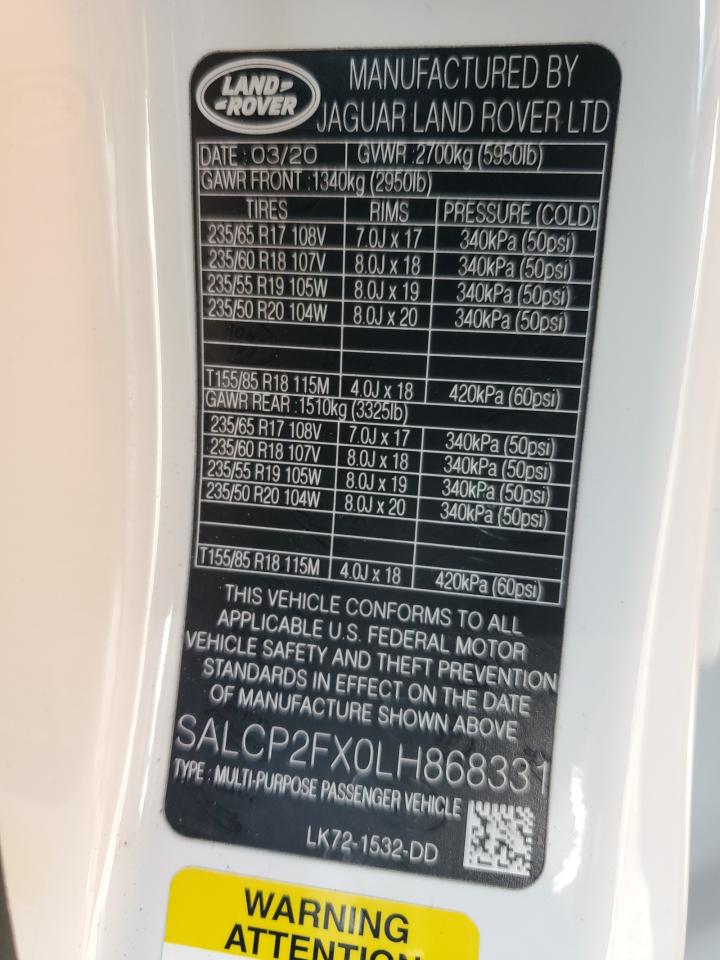 LAND-
-ROVER
MANUFACTURED BY
JAGUAR LAND ROVER LTD
DATE : 03/20 GVWR :2700kg (5950lb)
GAWR FRONT :1340kg (2950lb)
TIRES RIMS PRESSURE (COLD)
235/65 R17 108V 7.0J x 17 340kPa (50psi)
235/60 R18 107V 8.0J x 18 340kPa (50psi)
235/55 R19 105W 8.0J x 19 340kPa (50psi)
235/50 R20 104W 8.0J x 20 340kPa (50psi)
T155/85 R18 115M 4.0J x 18 420kPa (60psi)
GAWR REAR :1510kg (3325lb)
235/65 R17 108V 7.0J x 17 340kPa (50psi)
235/60 R18 107V 8.0J x 18 340kPa (50psi)
235/55 R19 105W 8.0J x 19 340kPa (50psi)
235/50 R20 104W 8.0J x 20 340kPa (50psi)
T155/85 R18 115M 4.0J x 18 420kPa (60psi)
THIS VEHICLE CONFORMS TO ALL
APPLICABLE U.S. FEDERAL MOTOR
VEHICLE SAFETY AND THEFT PREVENTION
STANDARDS IN EFFECT ON THE DATE
OF MANUFACTURE SHOWN ABOVE
SALCP2FX0LH868331
TYPE : MULTI-PURPOSE PASSENGER VEHICLE
LK72-1532-DD
WARNING
ATTENTION